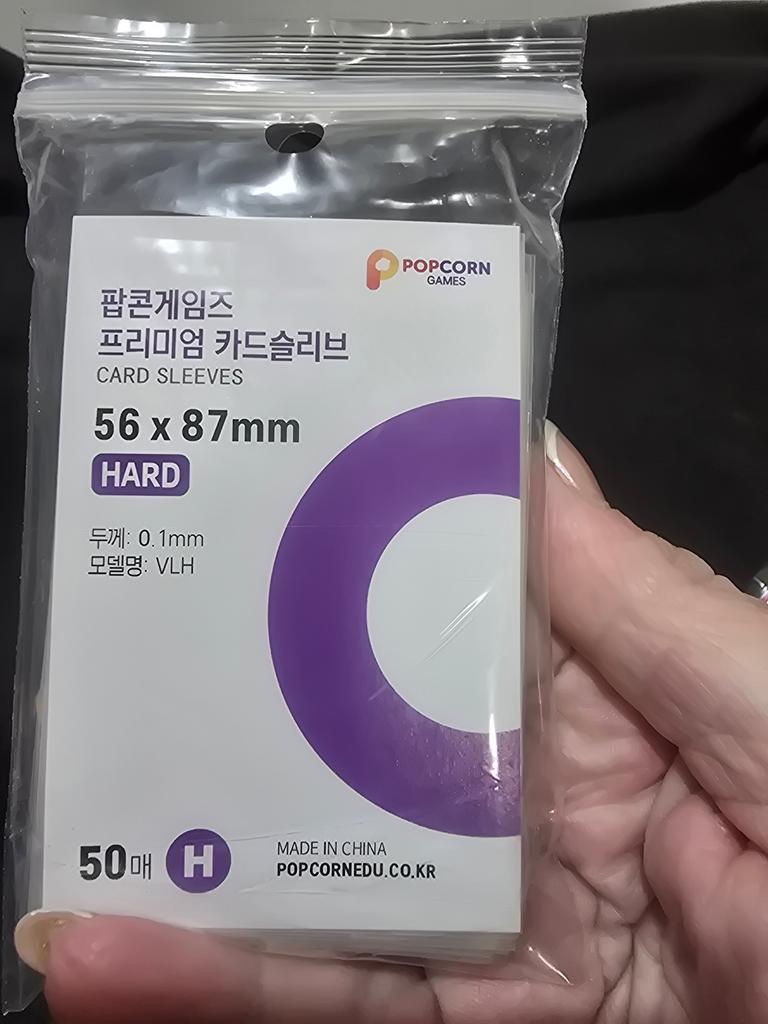 POPCORN
GAMES
팝콘게임즈
프리미엄 카드슬리브
CARD SLEEVES
56 x 87mm
HARD
두께: 0.1mm
모델명: VLH
50매 H
MADE IN CHINA
POPCORNEDU.CO.KR